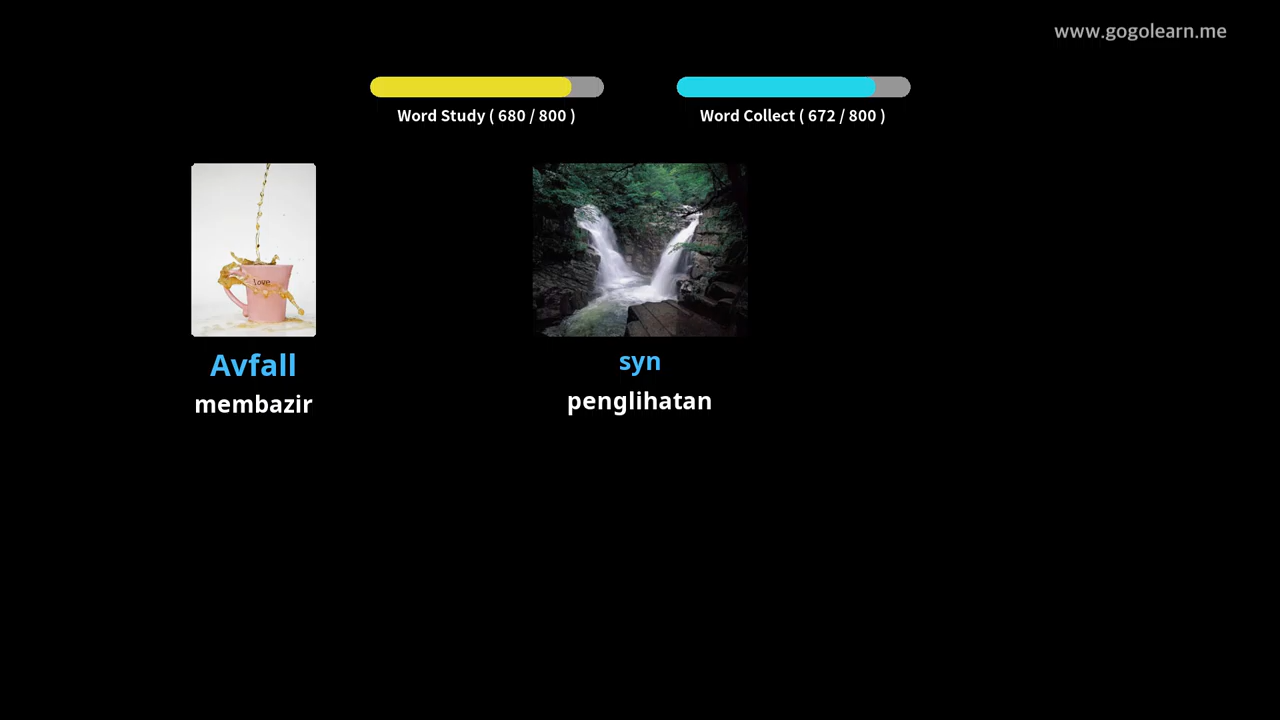 www.gogolearn.me
Word Study ( 680 / 800 )
Word Collect ( 672 / 800 )
love
Avfall
membazir
syn
penglihatan